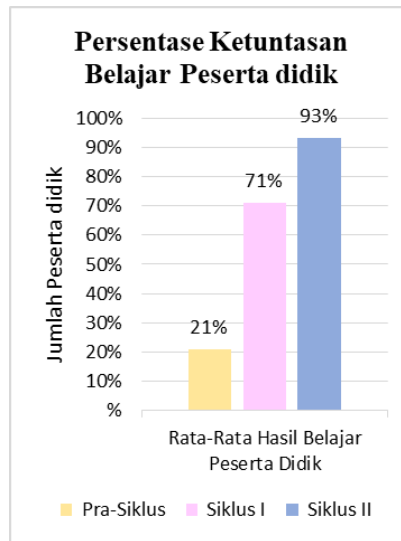 Persentase Ketuntasan
Belajar Peserta didik
93%
100%
90%
80%
71%
70%
60%
50%
40%
30%
21%
20%
10%
%
Jumlah Peserta didik
Rata-Rata Hasil Belajar
Peserta Didik
Pra-Siklus Siklus I Siklus II